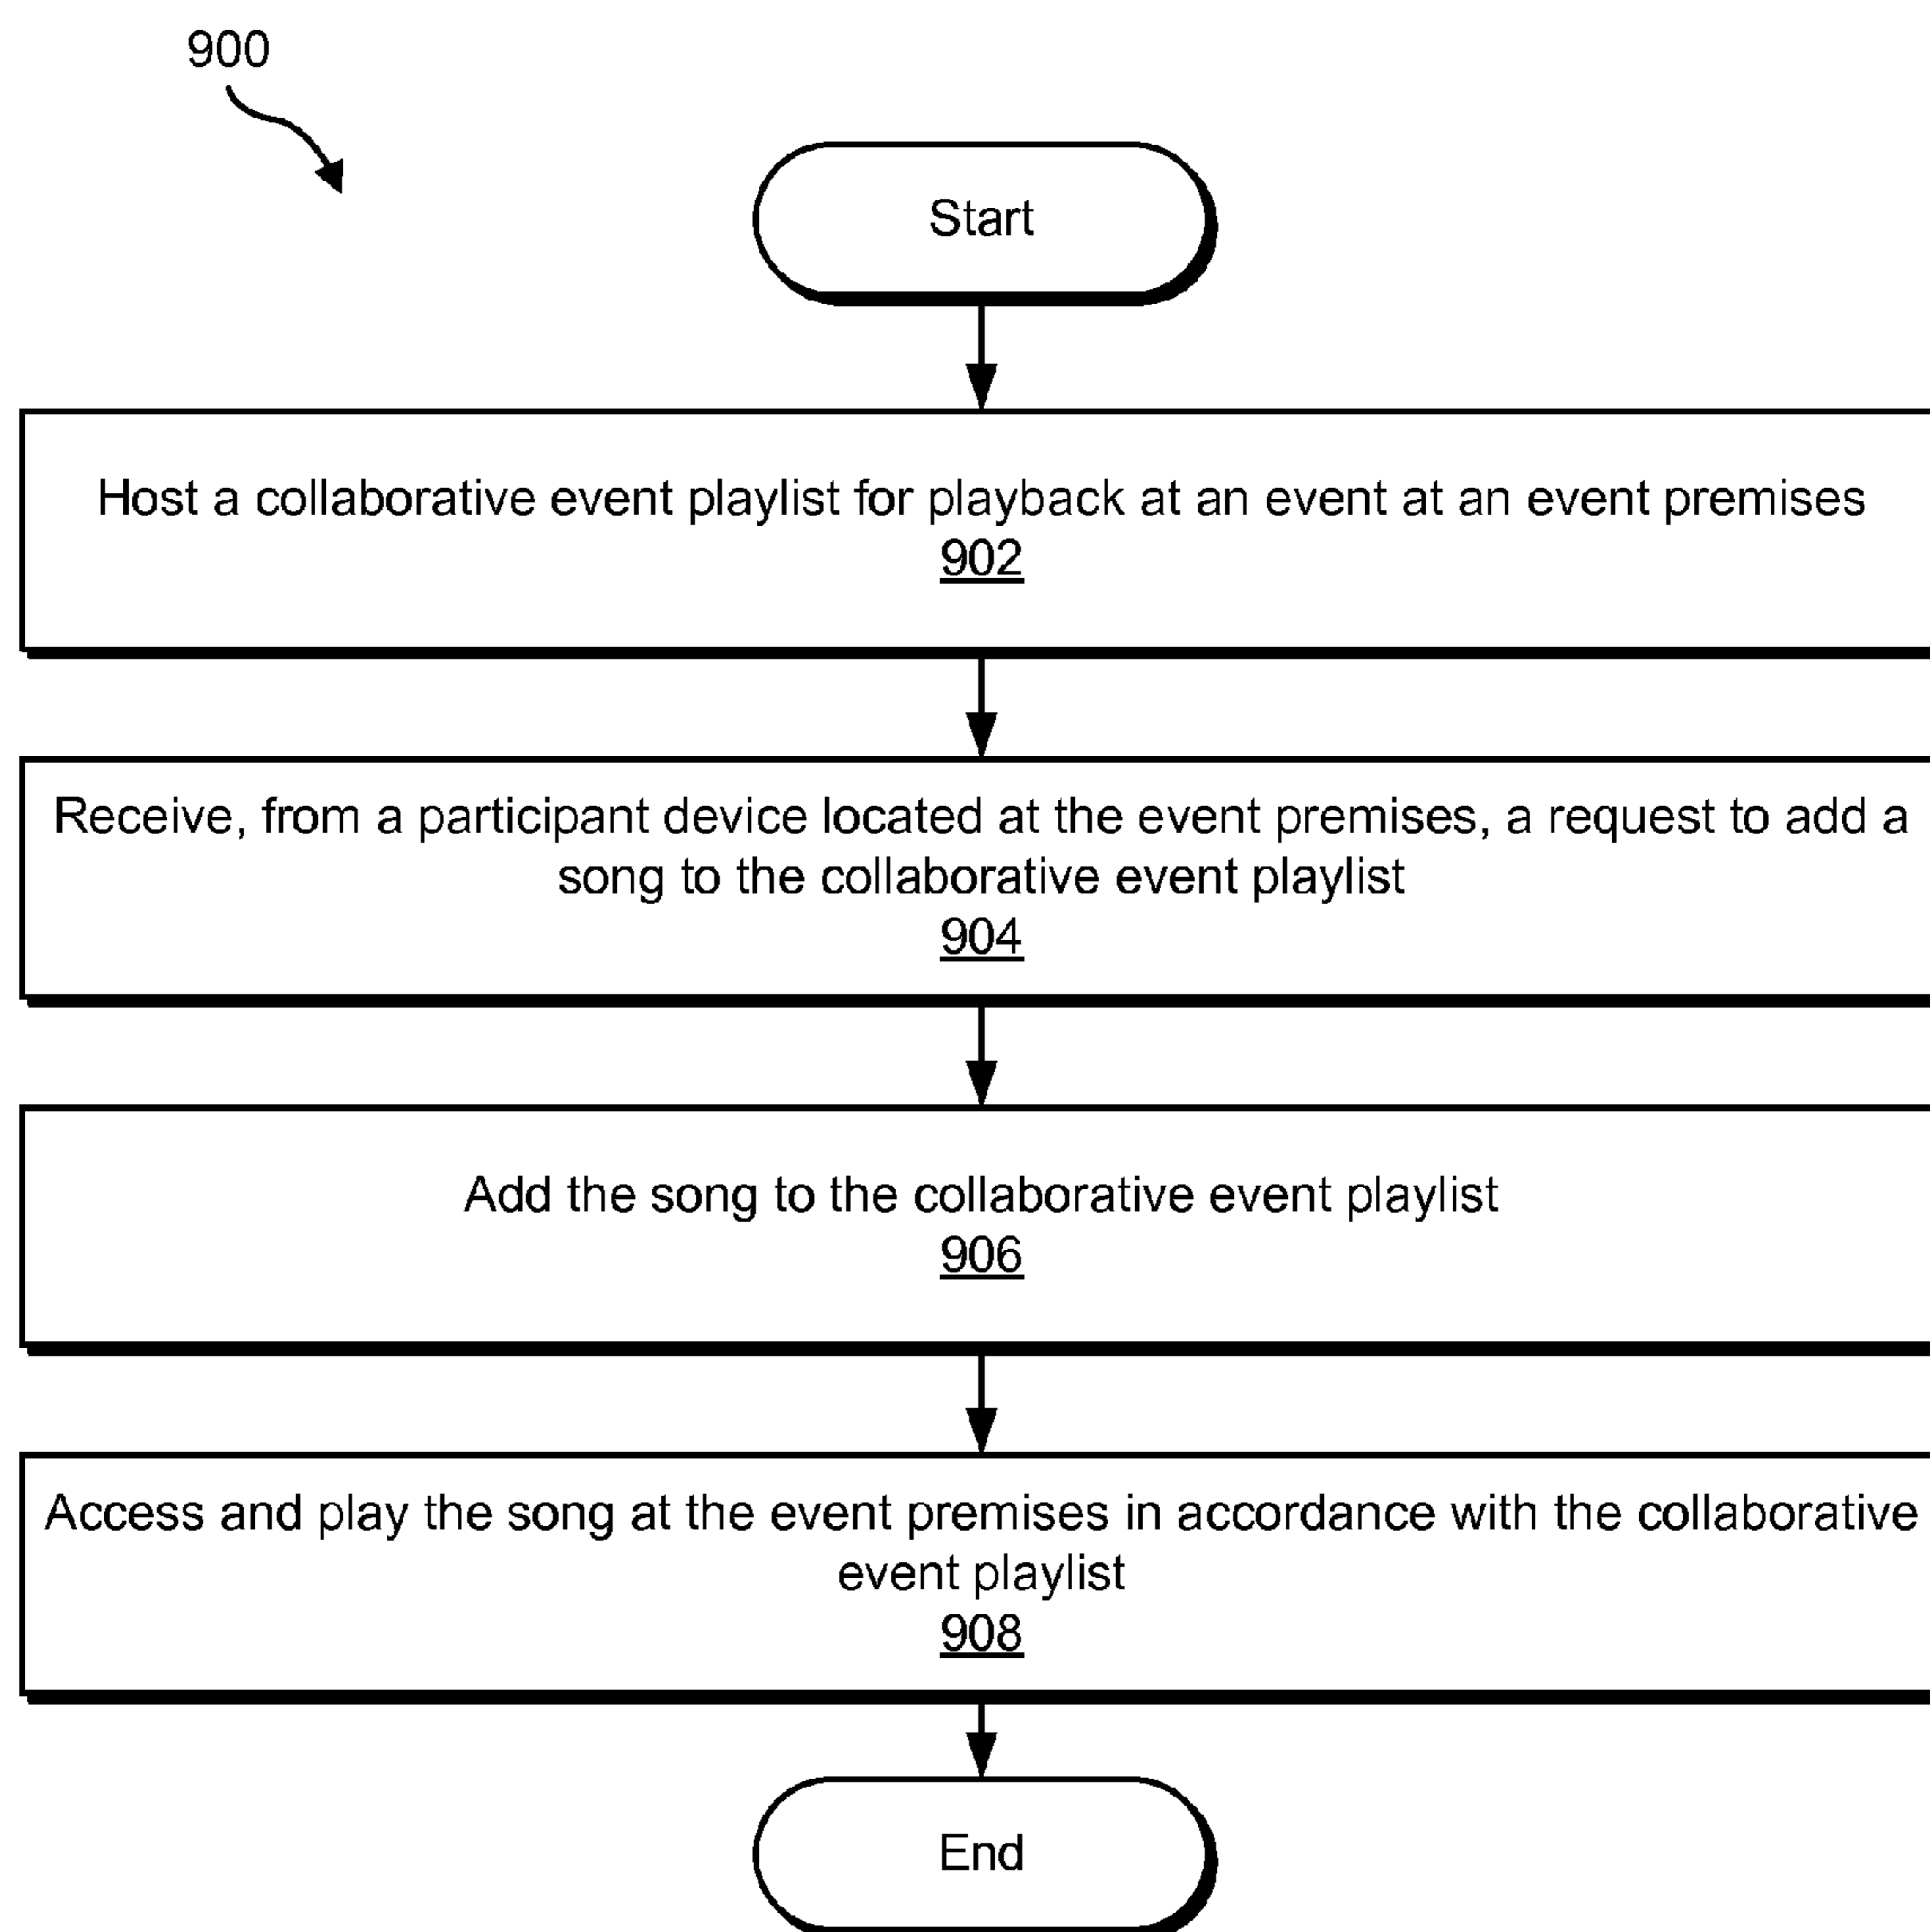 900
Start
Host a collaborative event playlist for playback at an event at an event premises
902
Receive, from a participant device located at the event premises, a request to add a
song to the collaborative event playlist
904
Add the song to the collaborative event playlist
906
Access and play the song at the event premises in accordance with the collaborative
event playlist
908
End